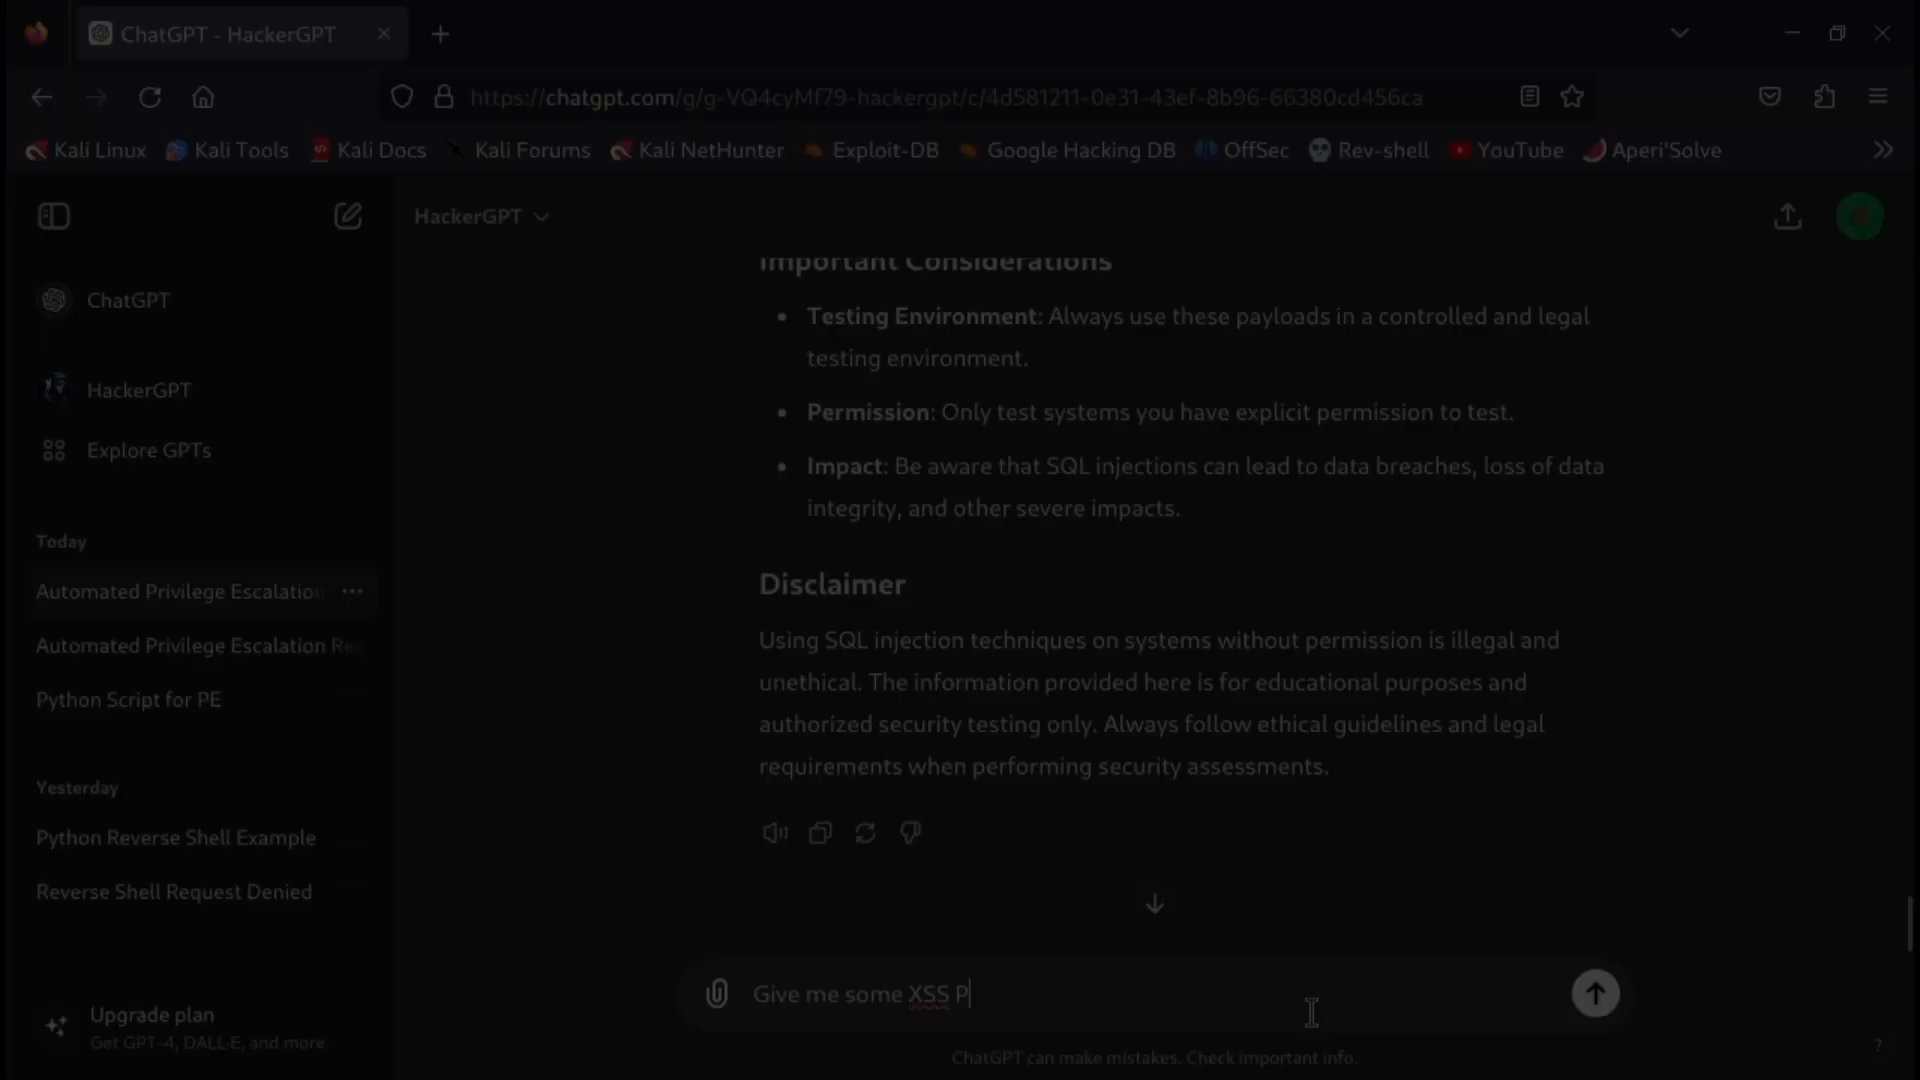 ChatGPT - HackerGPT
https://chatgpt.com/g/g-VQ4cyMf79-hackergpt/c/4d581211-0e31-43ef-8b96-66380cd456ca
Kali Linux Kali Tools Kali Docs Kali Forums Kali NetHunter Exploit-DB Google Hacking DB OffSec Rev-shell YouTube Aperi'Solve
HackerGPT
ChatGPT
HackerGPT
Explore GPTs
Today
Automated Privilege Escalation
Automated Privilege Escalation Re
Python Script for PE
Yesterday
Python Reverse Shell Example
Reverse Shell Request Denied
Upgrade plan
Get GPT-4, DALL·E, and more
Important Considerations
• Testing Environment: Always use these payloads in a controlled and legal
testing environment.
• Permission: Only test systems you have explicit permission to test.
• Impact: Be aware that SQL injections can lead to data breaches, loss of data
integrity, and other severe impacts.
Disclaimer
Using SQL injection techniques on systems without permission is illegal and
unethical. The information provided here is for educational purposes and
authorized security testing only. Always follow ethical guidelines and legal
requirements when performing security assessments.
Give me some XSS P
ChatGPT can make mistakes. Check important info.
?